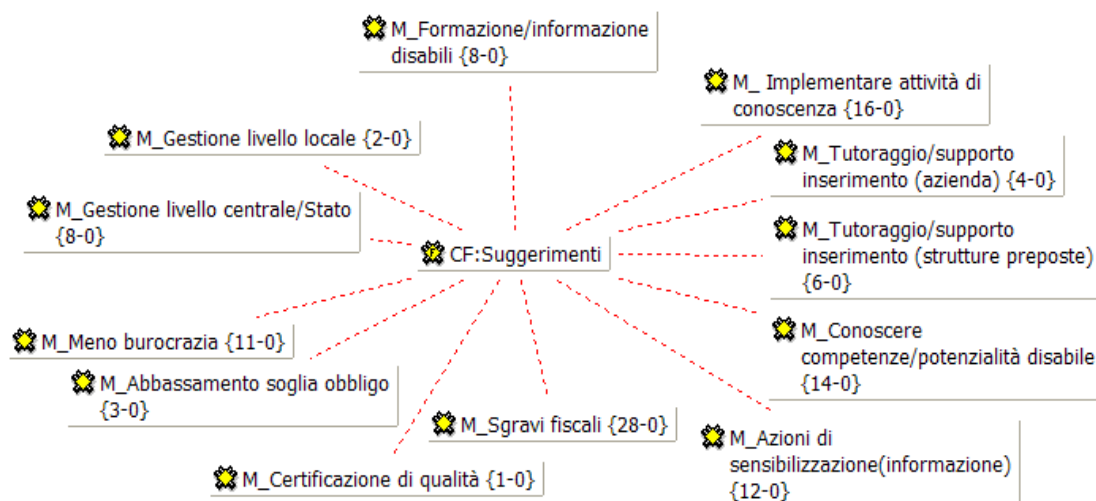 M_Formazione/informazione
disabili {8-0}
M_ Implementare attività di
conoscenza {16-0}
M_Gestione livello locale {2-0}
M_Tutoraggio/supporto
inserimento (azienda) {4-0}
M_Gestione livello centrale/Stato
{8-0}
M_Tutoraggio/supporto
inserimento (strutture preposte)
{6-0}
CF:Suggerimenti
M_Meno burocrazia {11-0}
M_Conoscere
competenze/potenzialità disabile
{14-0}
M_Abbassamento soglia obbligo
{3-0}
M_Sgravi fiscali {28-0}
M_Azioni di
sensibilizzazione(informazione)
{12-0}
M_Certificazione di qualità {1-0}